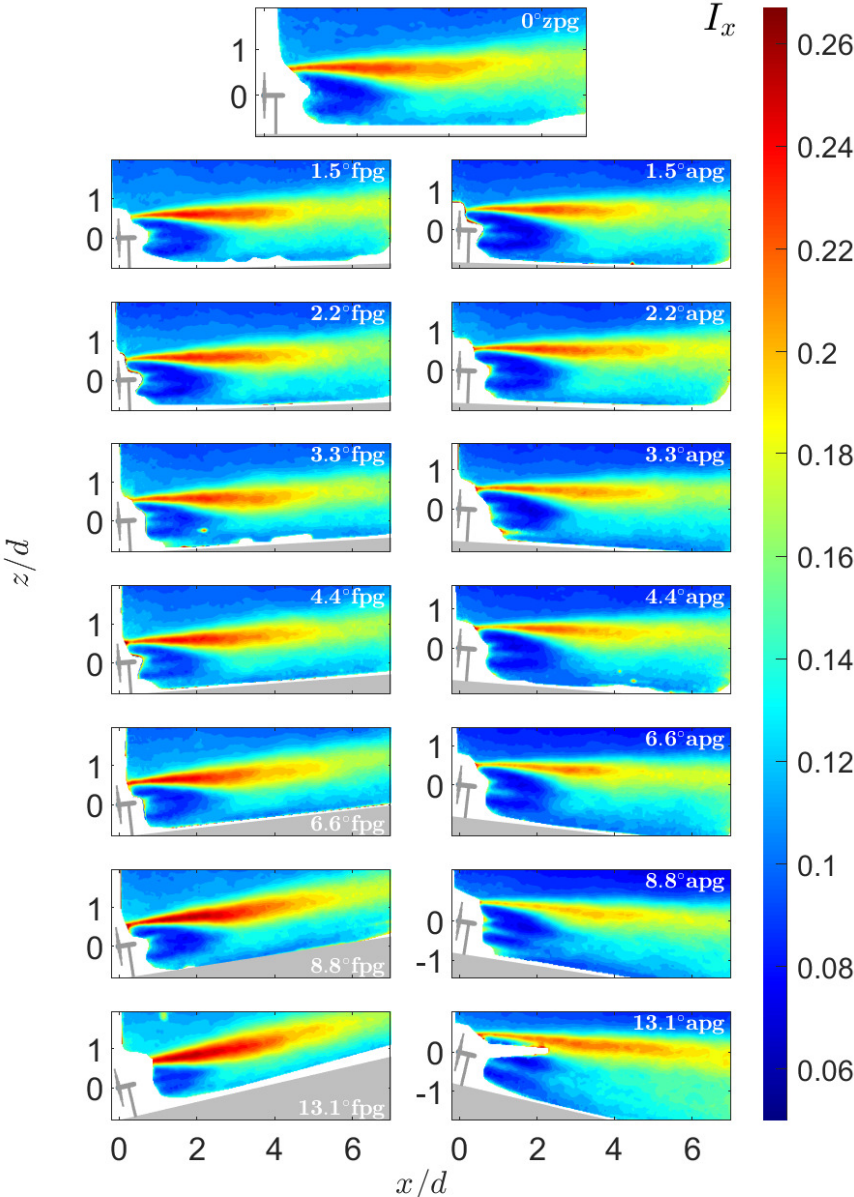 I_x
0°zpg
1
0
1.5°fpg
1
0
1.5°apg
1
0
2.2°fpg
1
0
2.2°apg
1
0
3.3°fpg
1
0
3.3°apg
1
0
4.4°fpg
1
0
4.4°apg
1
0
6.6°fpg
1
0
6.6°apg
1
0
8.8°fpg
1
0
8.8°apg
0
-1
13.1°fpg
1
0
13.1°apg
0
-1
0 2 4 6
0 2 4 6
x/d
z/d
0.26
0.24
0.22
0.2
0.18
0.16
0.14
0.12
0.1
0.08
0.06